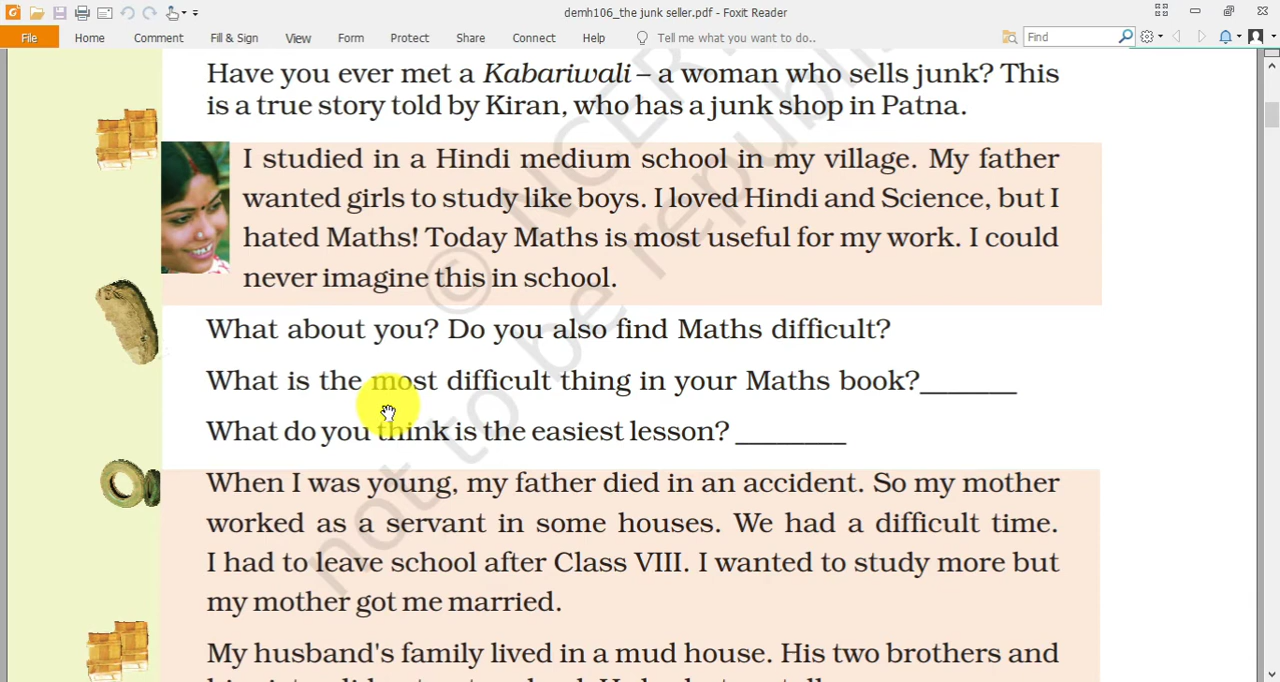 demh106_the junk seller.pdf - Foxit Reader
File Home Comment Fill & Sign View Form Protect Share Connect Help Tell me what you want to do.. Find
Have you ever met a Kabariwali – a woman who sells junk? This
is a true story told by Kiran, who has a junk shop in Patna.
I studied in a Hindi medium school in my village. My father
wanted girls to study like boys. I loved Hindi and Science, but I
hated Maths! Today Maths is most useful for my work. I could
never imagine this in school.
What about you? Do you also find Maths difficult?
What is the most difficult thing in your Maths book?_______
What do you think is the easiest lesson? ________
When I was young, my father died in an accident. So my mother
worked as a servant in some houses. We had a difficult time.
I had to leave school after Class VIII. I wanted to study more but
my mother got me married.
My husband's family lived in a mud house. His two brothers and
© NCER
not to be republi